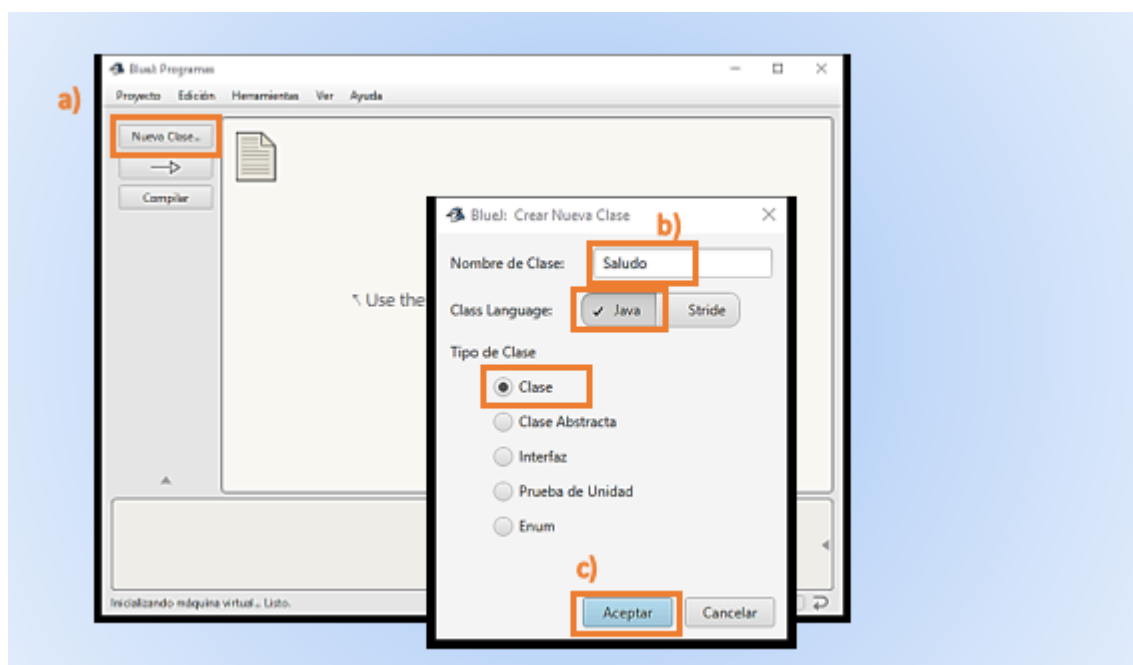 BlueJ: Programas
a)
Proyecto Edición Herramientas Ver Ayuda
Nueva Clase...
Compilar
BlueJ: Crear Nueva Clase
b)
Nombre de Clase: Saludo
Use the
Class Language: Java Stride
Tipo de Clase
Clase
Clase Abstracta
Interfaz
Prueba de Unidad
Enum
c)
Inicializando máquina virtual... Listo.
Aceptar Cancelar